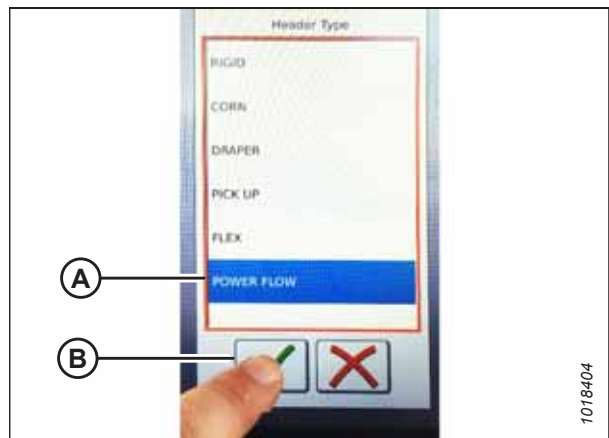 Header Type
RIGID
CORN
DRAPER
PICK UP
FLEX
POWER FLOW
A
B
1018404